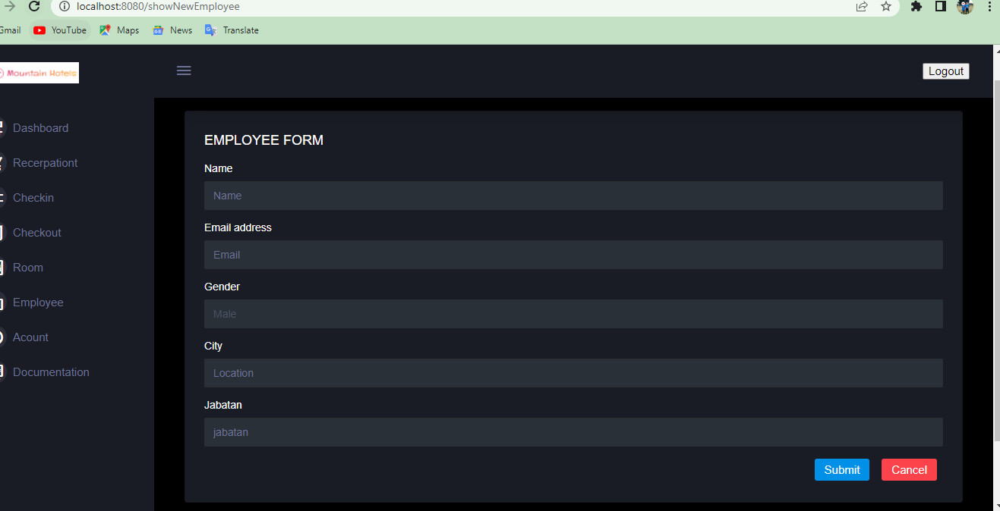 localhost:8080/showNewEmployee
Gmail YouTube Maps News Translate
Mountain Hotels
Logout
Dashboard
Recerpationt
Checkin
Checkout
Room
Employee
Acount
Documentation
EMPLOYEE FORM
Name
Name
Email address
Email
Gender
Male
City
Location
Jabatan
jabatan
Submit Cancel